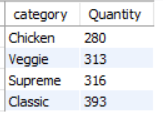 category Quantity
Chicken 280
Veggie 313
Supreme 316
Classic 393